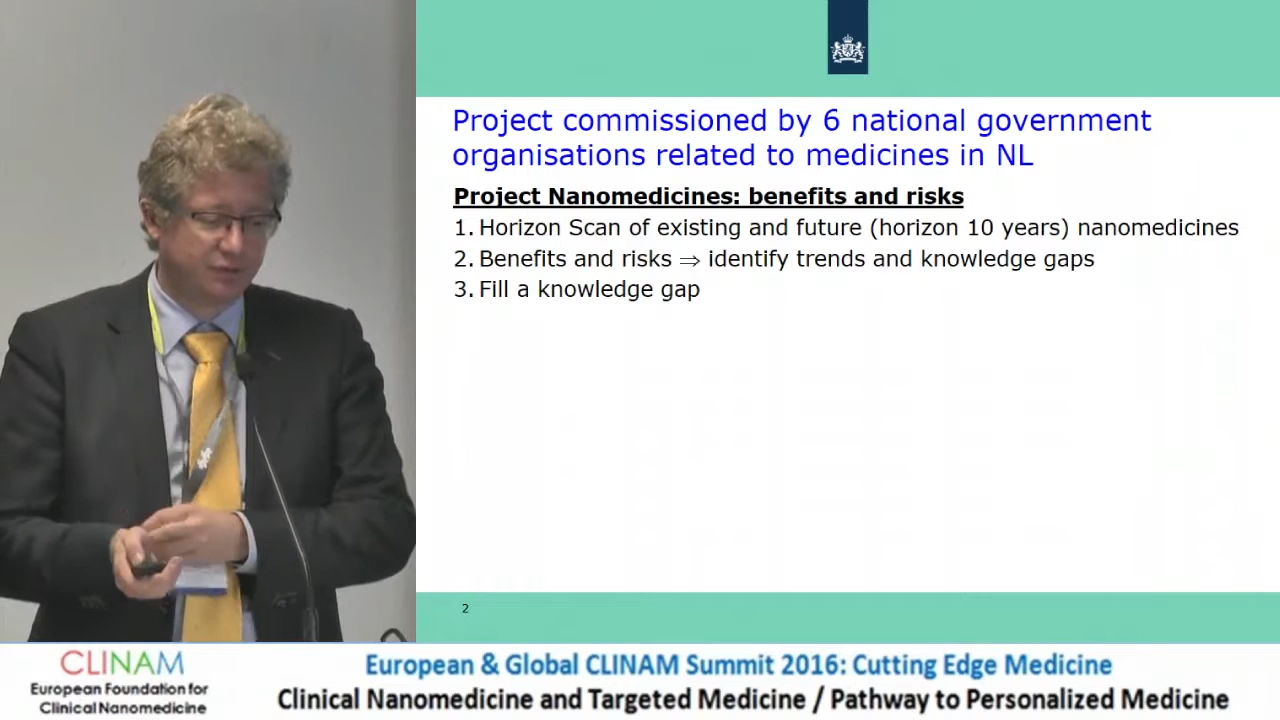 Project commissioned by 6 national government
organisations related to medicines in NL
Project Nanomedicines: benefits and risks
1. Horizon Scan of existing and future (horizon 10 years) nanomedicines
2. Benefits and risks ⇒ identify trends and knowledge gaps
3. Fill a knowledge gap
2
CLINAM
European Foundation for
Clinical Nanomedicine
European & Global CLINAM Summit 2016: Cutting Edge Medicine
Clinical Nanomedicine and Targeted Medicine / Pathway to Personalized Medicine